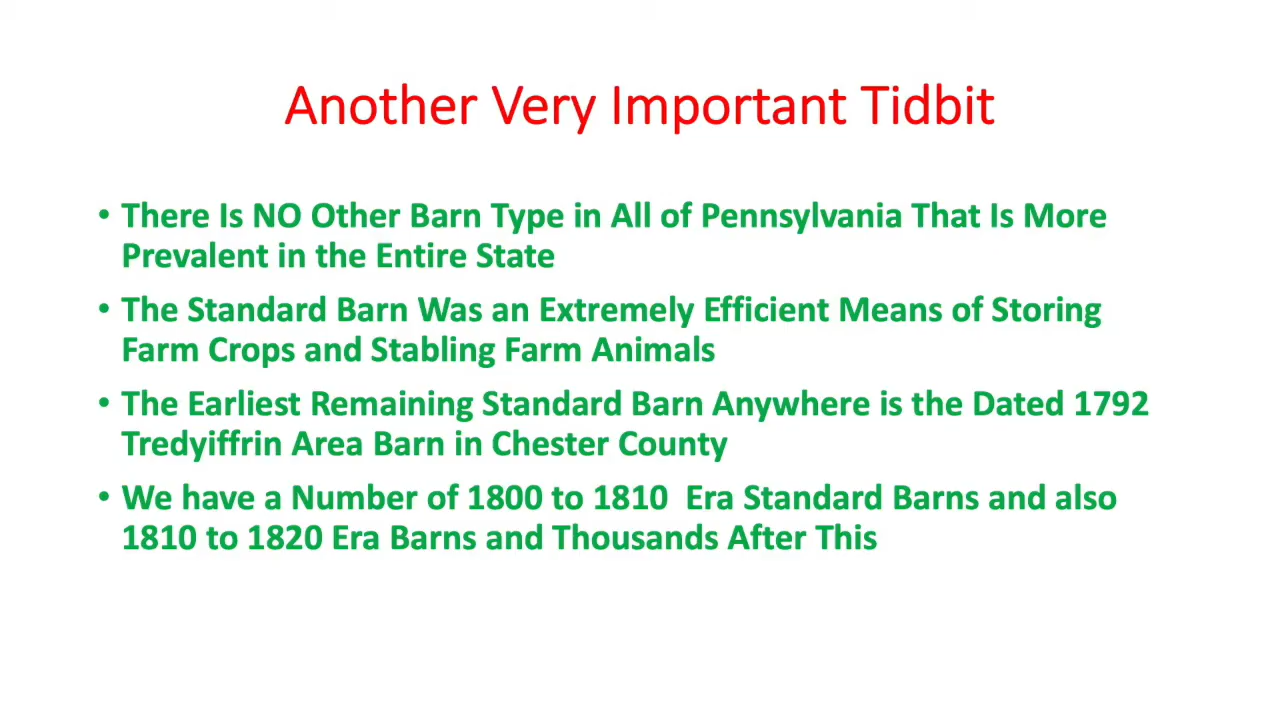 Another Very Important Tidbit
• There Is NO Other Barn Type in All of Pennsylvania That Is More
Prevalent in the Entire State
• The Standard Barn Was an Extremely Efficient Means of Storing
Farm Crops and Stabling Farm Animals
• The Earliest Remaining Standard Barn Anywhere is the Dated 1792
Tredyiffrin Area Barn in Chester County
• We have a Number of 1800 to 1810  Era Standard Barns and also
1810 to 1820 Era Barns and Thousands After This